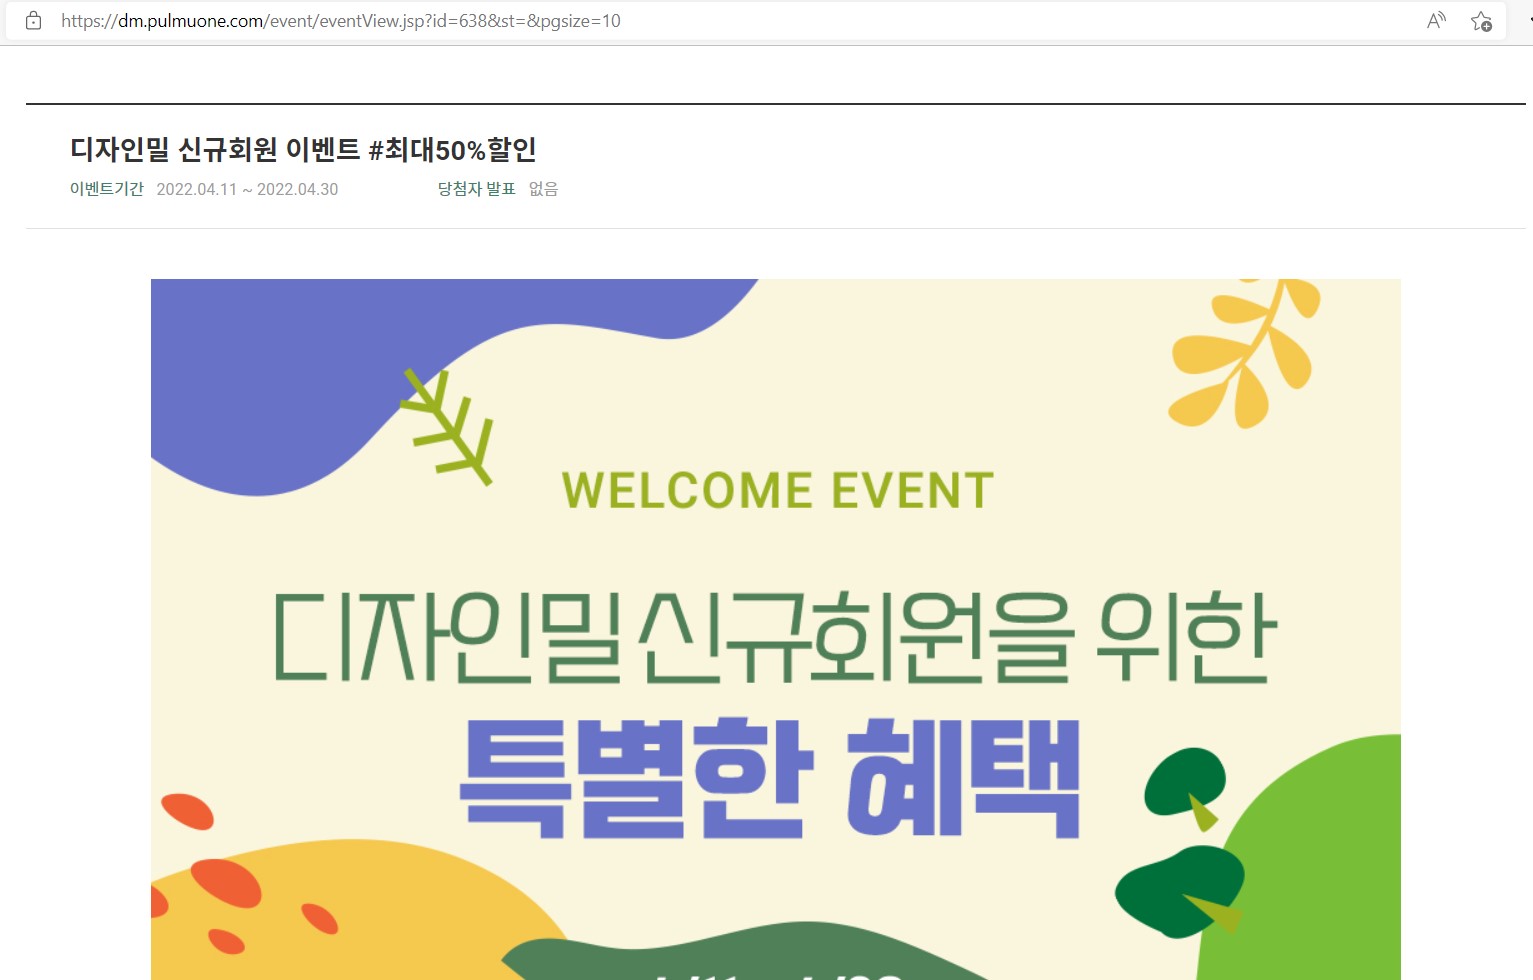 https://dm.pulmuone.com/event/eventView.jsp?id=638&st=&pgsize=10
디자인밀 신규회원 이벤트 #최대50%할인
이벤트기간 2022.04.11 ~ 2022.04.30 당첨자 발표 없음
WELCOME EVENT
디자인밀 신규회원을 위한
특별한 혜택